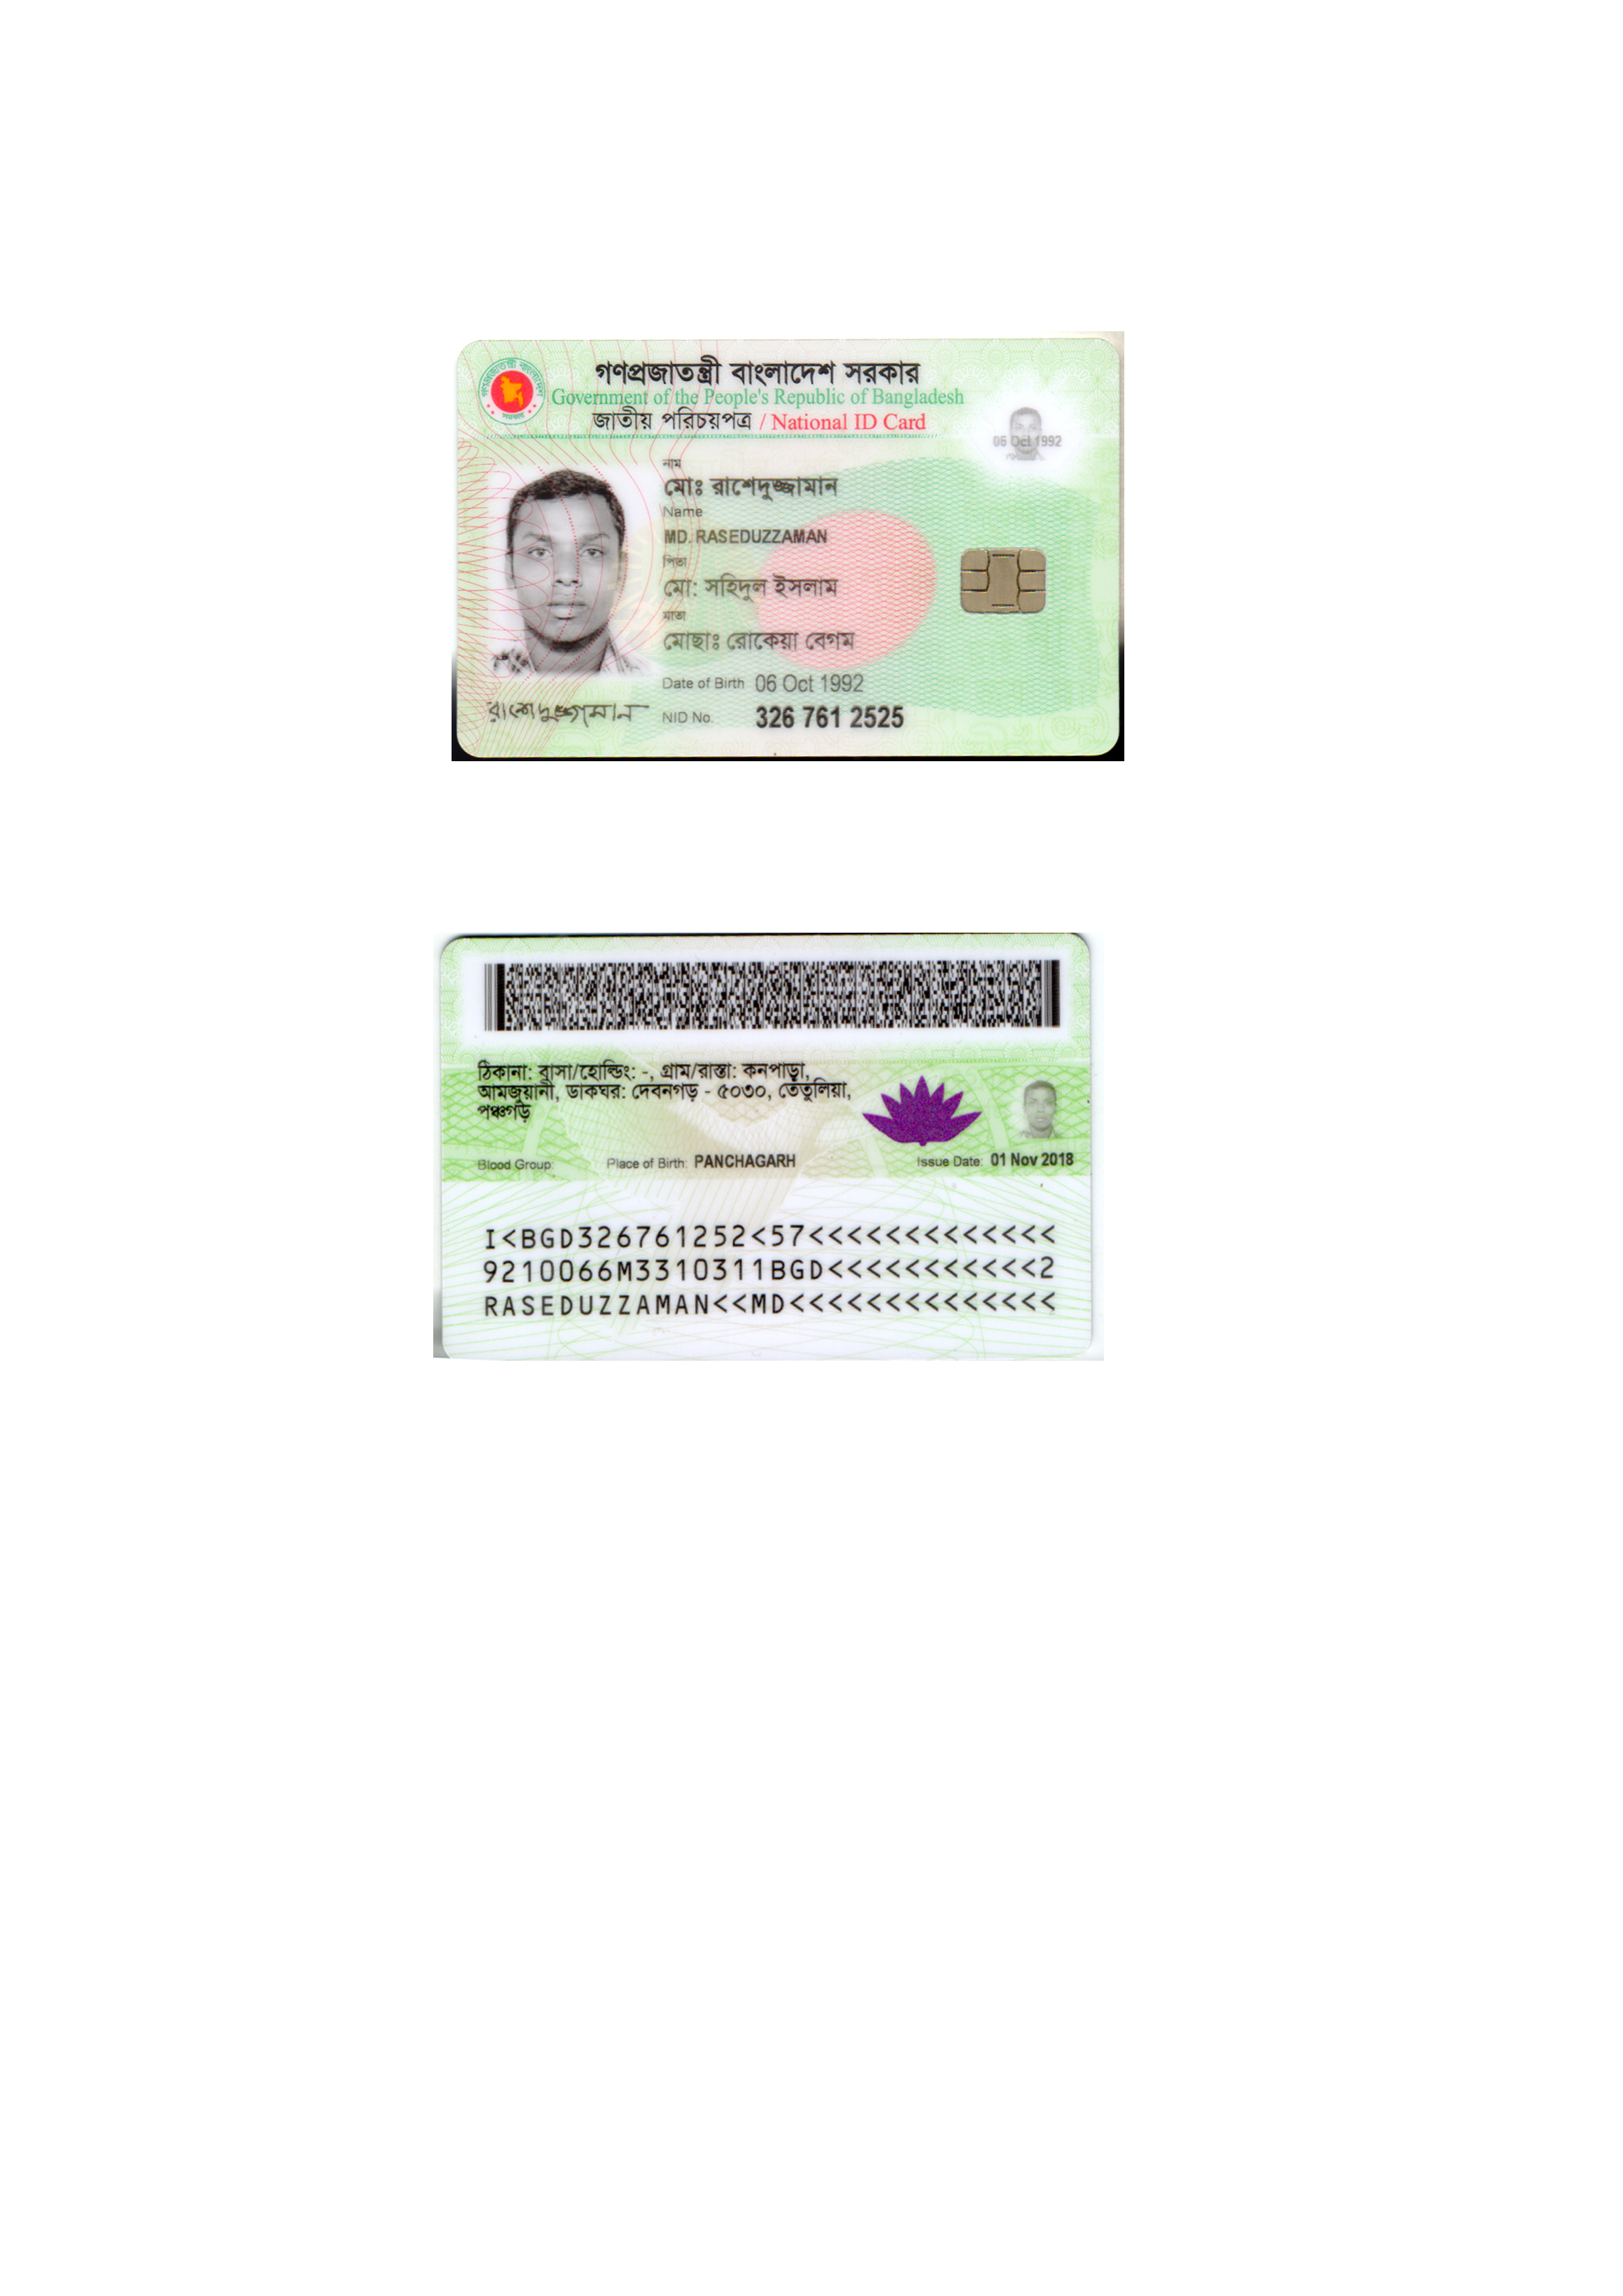 গণপ্রজাতন্ত্রী বাংলাদেশ সরকার
Government of the People's Republic of Bangladesh
জাতীয় পরিচয়পত্র / National ID Card
06 Oct 1992
নাম
মোঃ রাশেদুজ্জামান
Name
MD. RASEDUZZAMAN
পিতা
মো: সহিদুল ইসলাম
মাতা
মোছাঃ রোকেয়া বেগম
Date of Birth 06 Oct 1992
রাশেদুজ্জামান
NID No. 326 761 2525
ঠিকানা: বাসা/হোল্ডিং: -, গ্রাম/রাস্তা: কনপাড়া,
আমজুয়ানী, ডাকঘর: দেবনগড় - ৫০৩০, তেঁতুলিয়া,
পঞ্চগড়
Blood Group: Place of Birth: PANCHAGARH Issue Date: 01 Nov 2018
I<BGD326761252<57<<<<<<<<<<<<<
9210066M3310311BGD<<<<<<<<<<<2
RASEDUZZAMAN<<MD<<<<<<<<<<<<<<